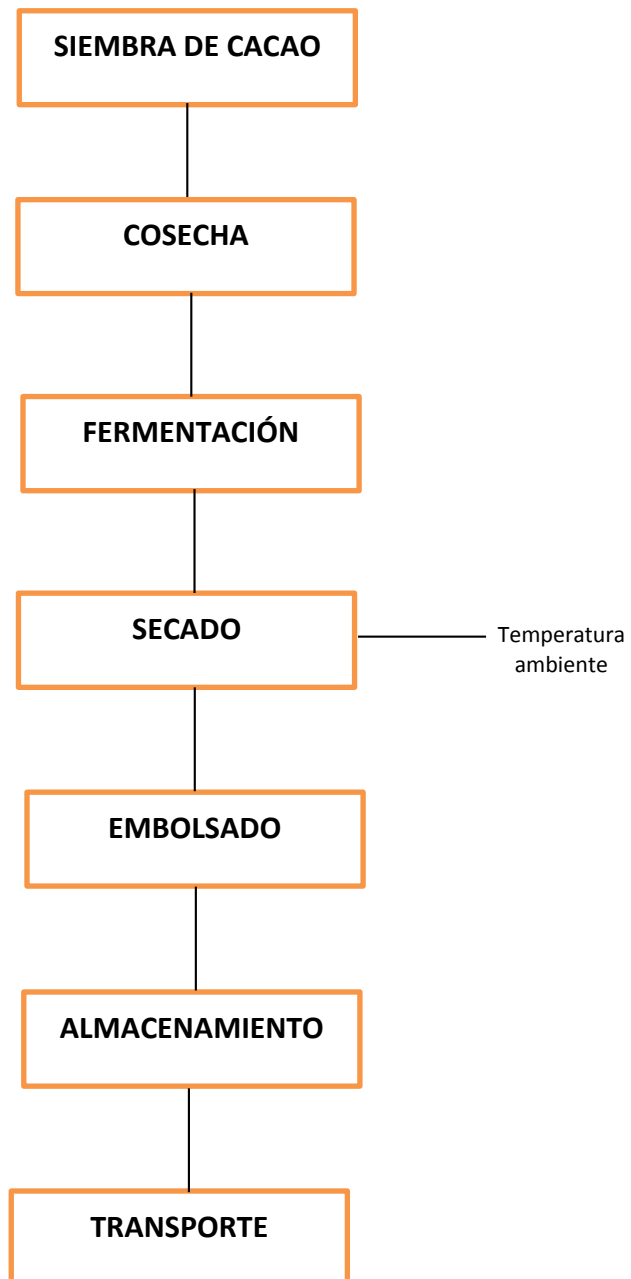 SIEMBRA DE CACAO
COSECHA
FERMENTACIÓN
SECADO
Temperatura
ambiente
EMBOLSADO
ALMACENAMIENTO
TRANSPORTE